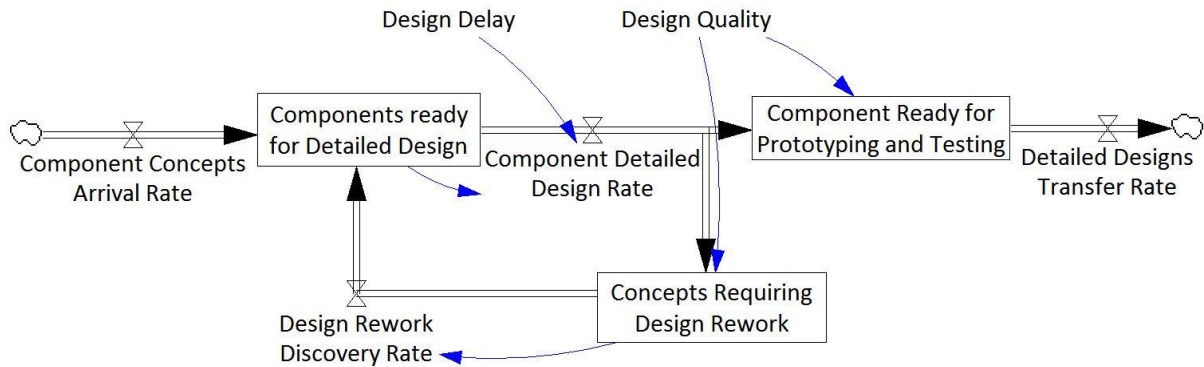 Design Delay
Design Quality
Components ready
for Detailed Design
Component Ready for
Prototyping and Testing
Component Concepts
Arrival Rate
Component Detailed
Design Rate
Detailed Designs
Transfer Rate
Concepts Requiring
Design Rework
Design Rework
Discovery Rate